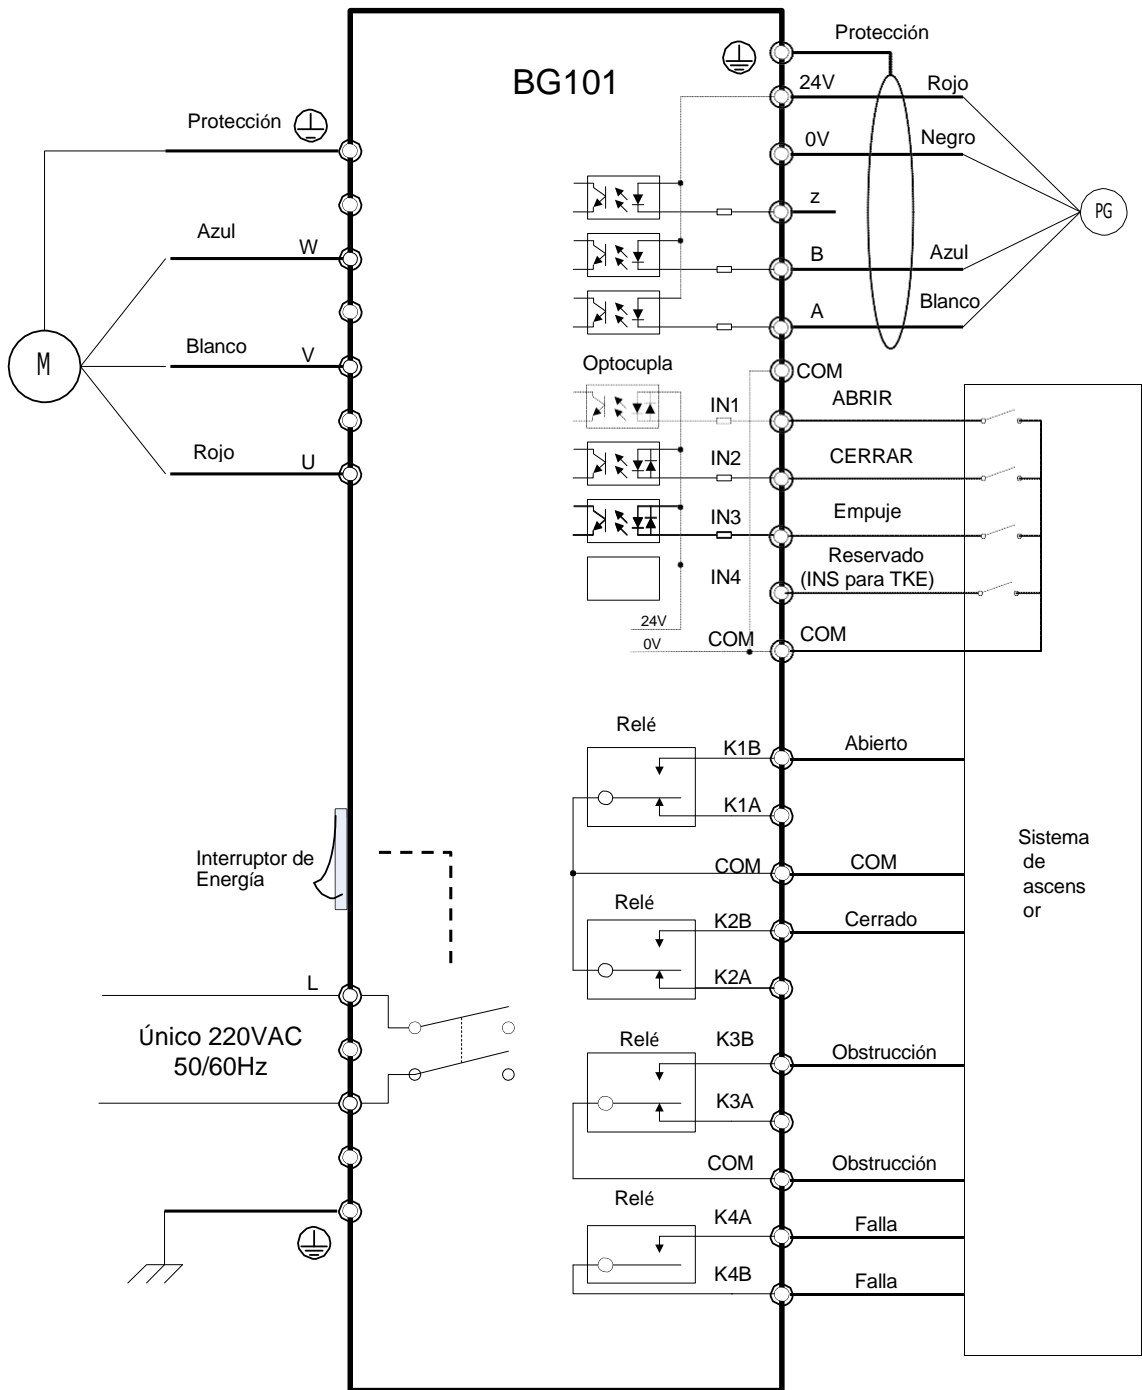 BG101
Protección
24V
Rojo
0V
Negro
z
B
Azul
A
Blanco
PG
Protección
Azul
W
Blanco
V
Rojo
U
M
Optocupla
COM
IN1
ABRIR
IN2
CERRAR
IN3
Empuje
IN4
Reservado
(INS para TKE)
24V
0V
COM
COM
Relé
K1B
Abierto
K1A
COM
COM
Relé
K2B
Cerrado
K2A
Relé
K3B
Obstrucción
K3A
COM
Obstrucción
Relé
K4A
Falla
K4B
Falla
Sistema
de
ascens
or
Interruptor de
Energía
L
Único 220VAC
50/60Hz